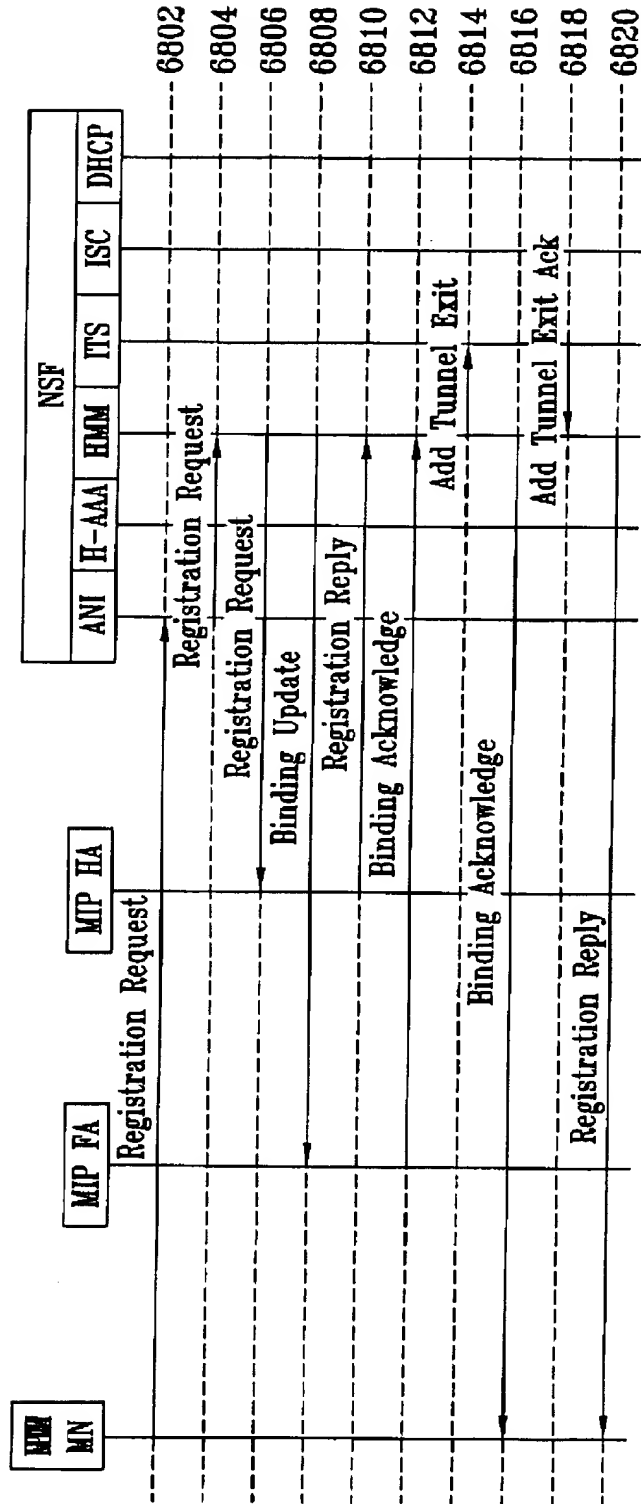 MN
MIP FA
MIP HA
NSF
ANI
H-AAA
HMM
ITS
ISC
DHCP
Registration Request
6802
Registration Request
6804
Registration Request
6806
Binding Update
6808
Registration Reply
6810
Binding Acknowledge
6812
Add Tunnel Exit
6814
Binding Acknowledge
6816
Add Tunnel Exit Ack
6818
Registration Reply
6820